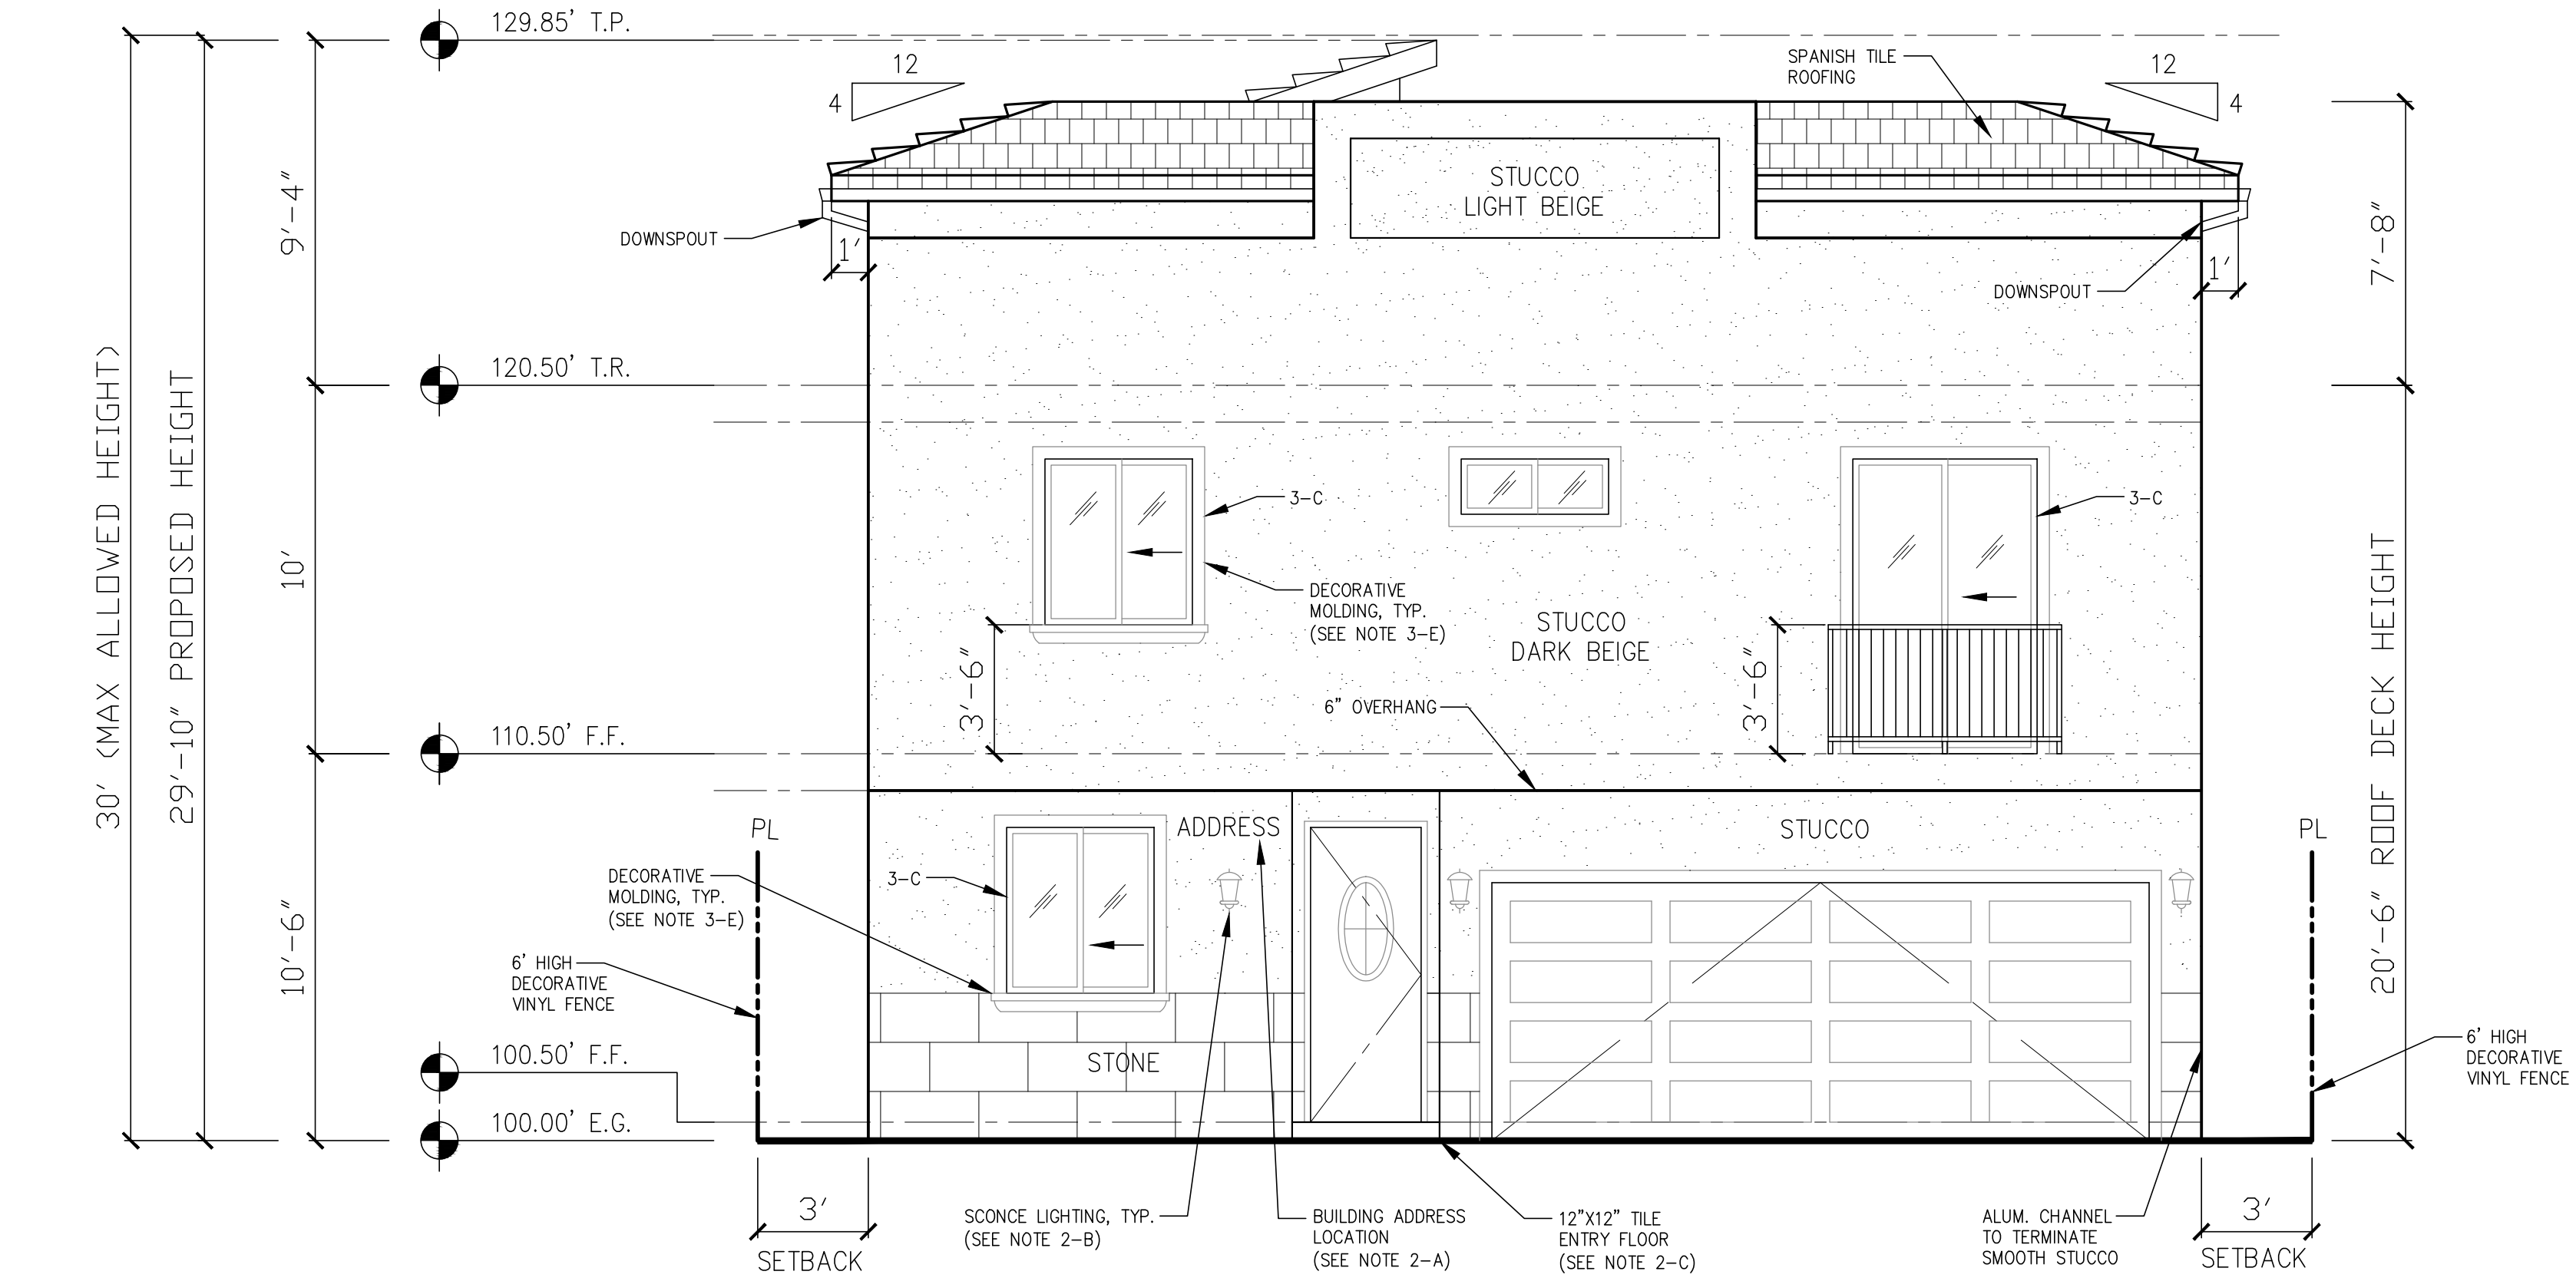 129.85' T.P.
12
4
SPANISH TILE
ROOFING
12
4
STUCCO
LIGHT BEIGE
DOWNSPOUT
1'
9'-4"
7'-8"
DOWNSPOUT
1'
120.50' T.R.
30' (MAX ALLOWED HEIGHT)
29'-10" PROPOSED HEIGHT
10'
3-C
3-C
DECORATIVE
MOLDING, TYP.
(SEE NOTE 3-E)
STUCCO
DARK BEIGE
3'-6"
3'-6"
6" OVERHANG
110.50' F.F.
20'-6" ROOF DECK HEIGHT
PL
ADDRESS
STUCCO
PL
DECORATIVE
MOLDING, TYP.
(SEE NOTE 3-E)
3-C
10'-6"
6' HIGH
DECORATIVE
VINYL FENCE
STONE
100.50' F.F.
6' HIGH
DECORATIVE
VINYL FENCE
100.00' E.G.
3'
SETBACK
SCONCE LIGHTING, TYP.
(SEE NOTE 2-B)
BUILDING ADDRESS
LOCATION
(SEE NOTE 2-A)
12"X12" TILE
ENTRY FLOOR
(SEE NOTE 2-C)
ALUM. CHANNEL
TO TERMINATE
SMOOTH STUCCO
3'
SETBACK